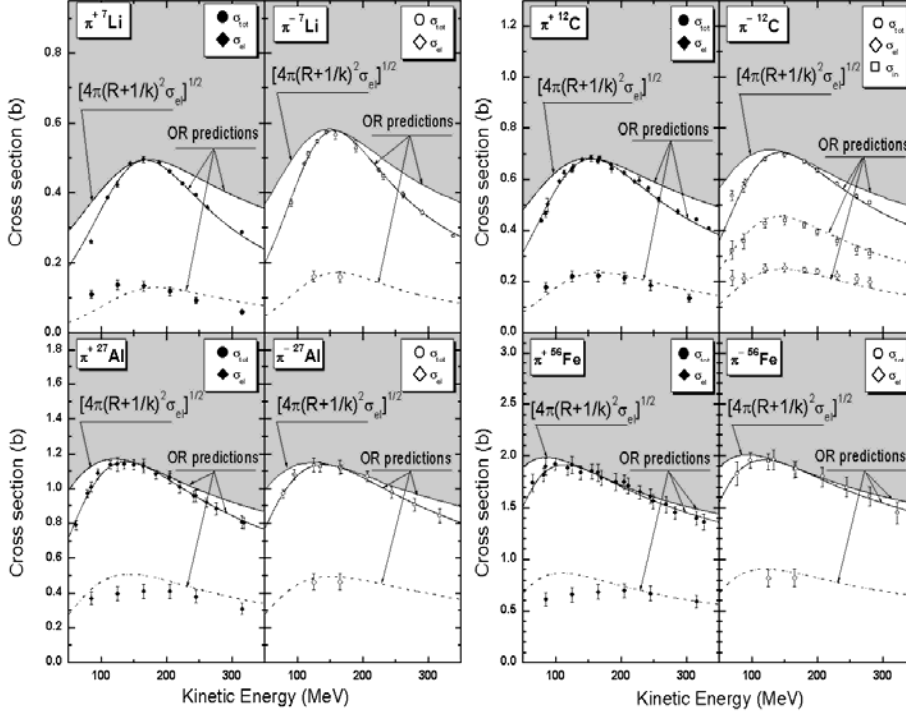 π⁺ ⁷Li
σtot
σel
π⁻ ⁷Li
σtot
σel
[4π(R+1/k)²σel]^1/2
[4π(R+1/k)²σel]^1/2
OR predictions
Cross section (b)
0.8
0.6
0.4
0.2
0.0
π⁺ ¹²C
σtot
σel
π⁻ ¹²C
σtot
σel
σin
[4π(R+1/k)²σel]^1/2
[4π(R+1/k)²σel]^1/2
OR predictions
OR predictions
Cross section (b)
1.2
1.0
0.8
0.6
0.4
0.2
0.0
π⁺ ²⁷Al
σtot
σel
π⁻ ²⁷Al
σtot
σel
[4π(R+1/k)²σel]^1/2
[4π(R+1/k)²σel]^1/2
OR predictions
OR predictions
Cross section (b)
1.8
1.6
1.4
1.2
1.0
0.8
0.6
0.4
0.2
0.0
100 200 300 100 200 300
Kinetic Energy (MeV)
π⁺ ⁵⁶Fe
σtot
σel
π⁻ ⁵⁶Fe
σtot
σel
[4π(R+1/k)²σel]^1/2
[4π(R+1/k)²σel]^1/2
OR predictions
OR predictions
Cross section (b)
3.0
2.5
2.0
1.5
1.0
0.5
0.0
100 200 300 100 200 300
Kinetic Energy (MeV)